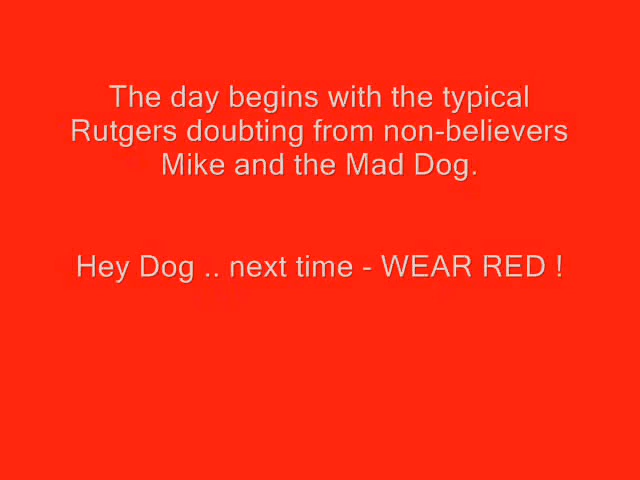 The day begins with the typical
Rutgers doubting from non-believers
Mike and the Mad Dog.
Hey Dog .. next time - WEAR RED !